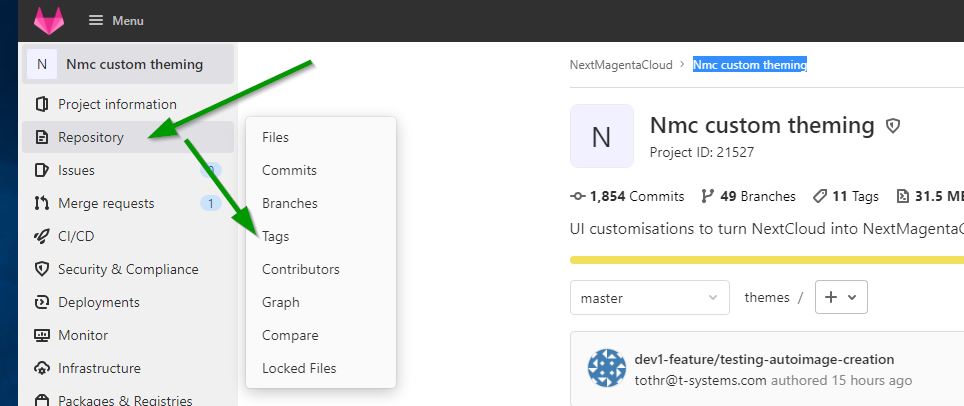 Menu
N Nmc custom theming
Project information
Repository
Issues
Merge requests 1
CI/CD
Security & Compliance
Deployments
Monitor
Infrastructure
Packages & Registries
Files
Commits
Branches
Tags
Contributors
Graph
Compare
Locked Files
NextMagentaCloud > Nmc custom theming
N
Nmc custom theming
Project ID: 21527
1,854 Commits 49 Branches 11 Tags 31.5 
UI customisations to turn NextCloud into
master themes / +
dev1-feature/testing-autoimage-creation
tothr@t-systems.com authored 15 hours ago